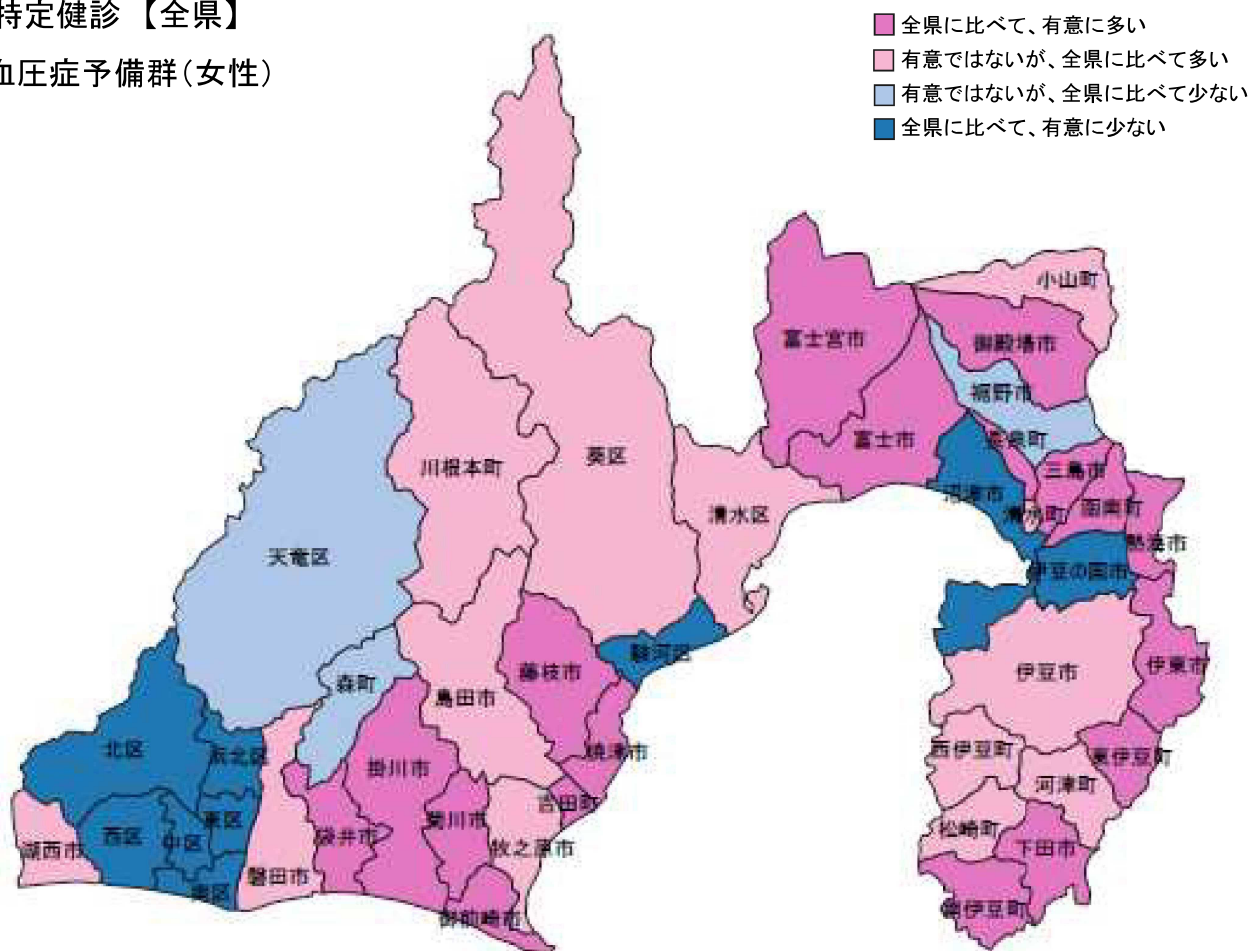 特定健診【全県】
血圧症予備群(女性)
全県に比べて、有意に多い
有意ではないが、全県に比べて多い
有意ではないが、全県に比べて少ない
全県に比べて、有意に少ない
小山町
富士宮市
御殿場市
裾野市
富士市
長泉町
葵区
川根本町
三島市
沼津市
清水町
函南町
清水区
熱海市
天竜区
伊豆の国市
駿河区
藤枝市
伊豆市
伊東市
森町
島田市
北区
浜北区
焼津市
西伊豆町
東伊豆町
掛川市
河津町
吉田町
東区
菊川市
松崎町
西区
中区
袋井市
湖西市
牧之原市
下田市
磐田市
南区
御前崎市
南伊豆町